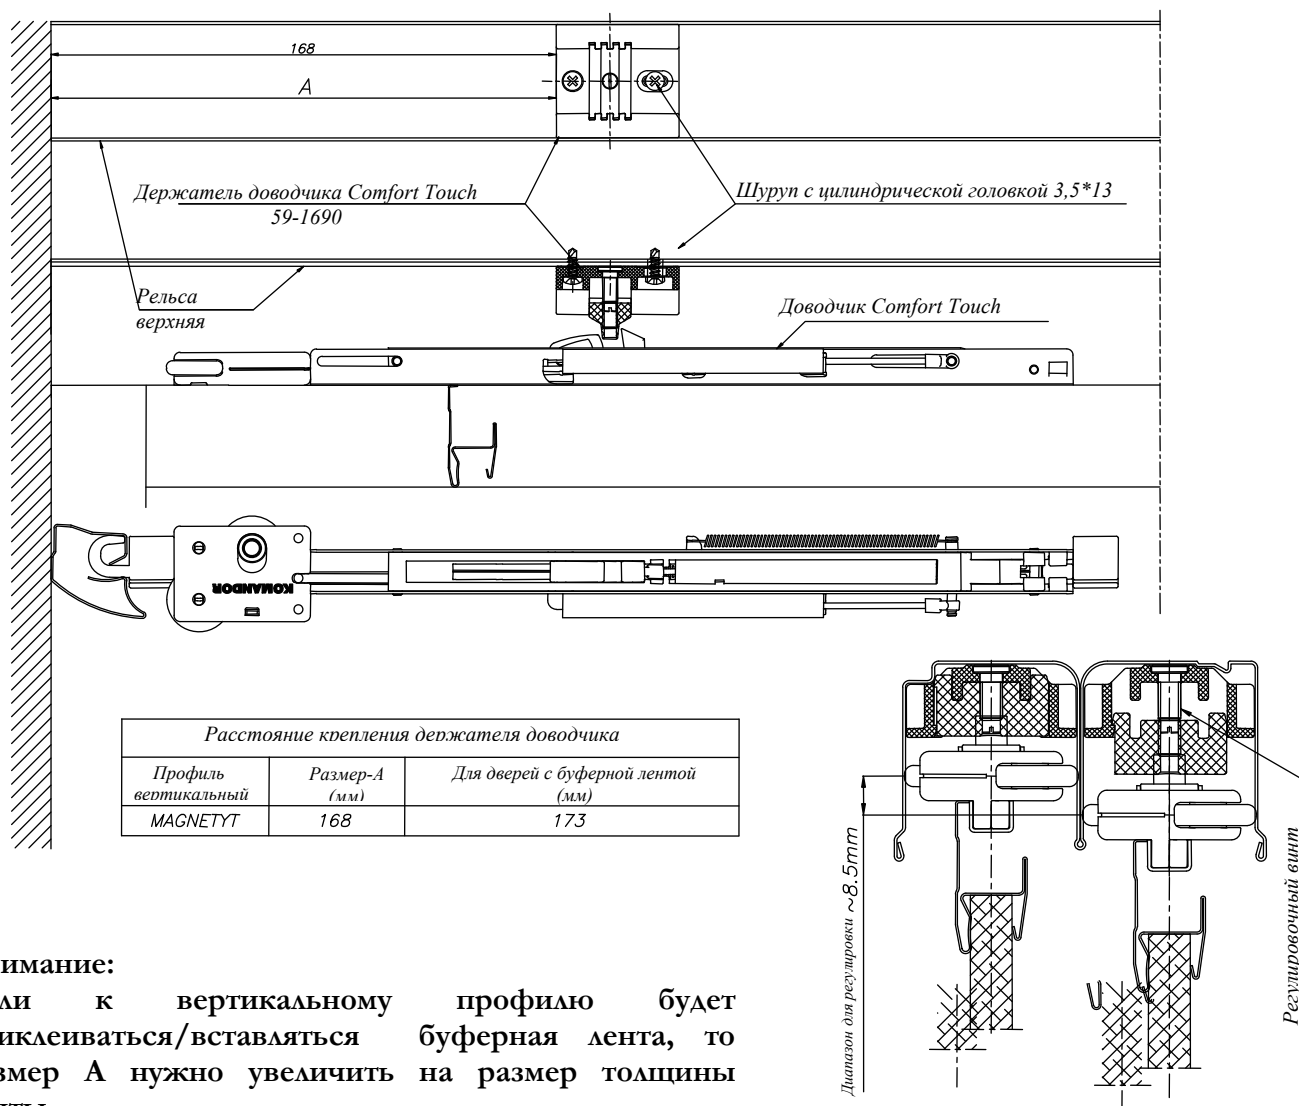 168
A
Держатель доводчика Comfort Touch
59-1690
Шуруп с цилиндрической головкой 3,5*13
Рельса
верхняя
Доводчик Comfort Touch
KOMANDOR
Расстояние крепления держателя доводчика
Профиль
вертикальный
Размер-А
(мм)
Для дверей с буферной лентой
(мм)
MAGNETYT
168
173
Диапазон для регулировки ~8.5mm
Регулировочный винт
имание:
ли к вертикальному профилю будет
иклеиваться/вставляться буферная лента, то
змер А нужно увеличить на размер толщины